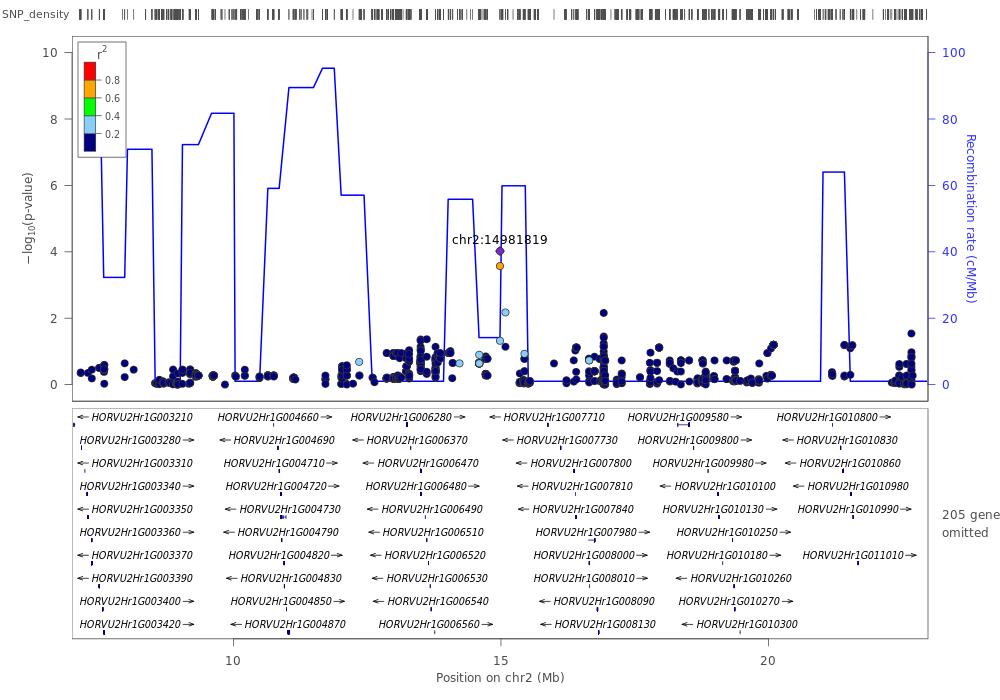 SNP_density
r2
0.8
0.6
0.4
0.2
chr2:14981819
10
8
6
4
2
0
−log10(p-value)
100
80
60
40
20
0
Recombination rate (cM/Mb)
HORVU2Hr1G003210 HORVU2Hr1G004660 HORVU2Hr1G006280 HORVU2Hr1G007710 HORVU2Hr1G009580 HORVU2Hr1G010800
HORVU2Hr1G003280 HORVU2Hr1G004690 HORVU2Hr1G006370 HORVU2Hr1G007730 HORVU2Hr1G009800 HORVU2Hr1G010830
HORVU2Hr1G003310 HORVU2Hr1G004710 HORVU2Hr1G006470 HORVU2Hr1G007800 HORVU2Hr1G009980 HORVU2Hr1G010860
HORVU2Hr1G003340 HORVU2Hr1G004720 HORVU2Hr1G006480 HORVU2Hr1G007810 HORVU2Hr1G010100 HORVU2Hr1G010980
HORVU2Hr1G003350 HORVU2Hr1G004730 HORVU2Hr1G006490 HORVU2Hr1G007840 HORVU2Hr1G010130 HORVU2Hr1G010990
HORVU2Hr1G003360 HORVU2Hr1G004790 HORVU2Hr1G006510 HORVU2Hr1G007980 HORVU2Hr1G010250
HORVU2Hr1G003370 HORVU2Hr1G004820 HORVU2Hr1G006520 HORVU2Hr1G008000 HORVU2Hr1G010180 HORVU2Hr1G011010
HORVU2Hr1G003390 HORVU2Hr1G004830 HORVU2Hr1G006530 HORVU2Hr1G008010 HORVU2Hr1G010260
HORVU2Hr1G003400 HORVU2Hr1G004850 HORVU2Hr1G006540 HORVU2Hr1G008090 HORVU2Hr1G010270
HORVU2Hr1G003420 HORVU2Hr1G004870 HORVU2Hr1G006560 HORVU2Hr1G008130 HORVU2Hr1G010300
205 gene
omitted
10 15 20
Position on chr2 (Mb)